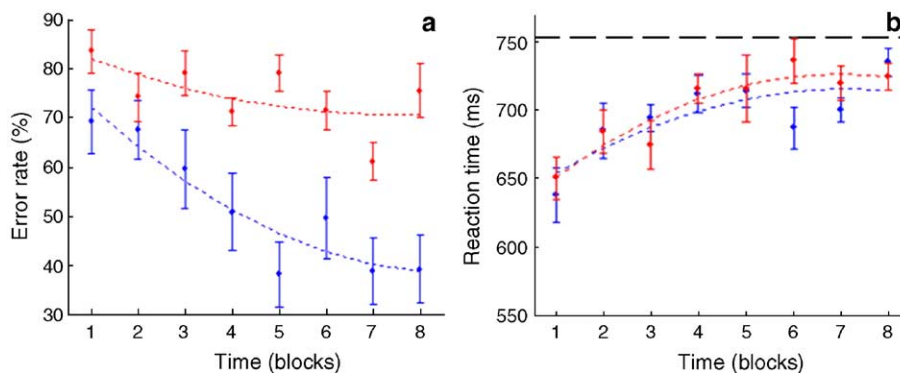 a
Error rate (%)
90
80
70
60
50
40
30
1 2 3 4 5 6 7 8
Time (blocks)
b
Reaction time (ms)
750
700
650
600
550
1 2 3 4 5 6 7 8
Time (blocks)